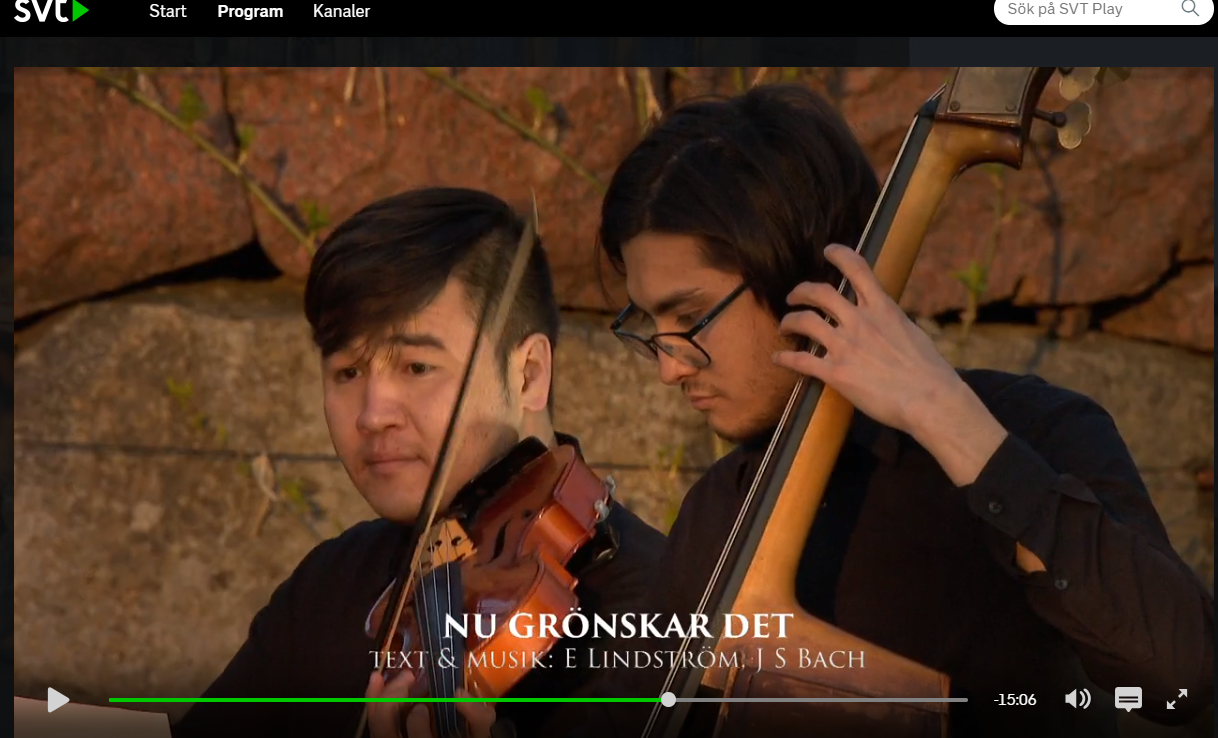 svt
Start Program Kanaler
Sök på SVT Play
NU GRÖNSKAR DET
TEXT & MUSIK: E LINDSTRÖM, J S BACH
-15:06